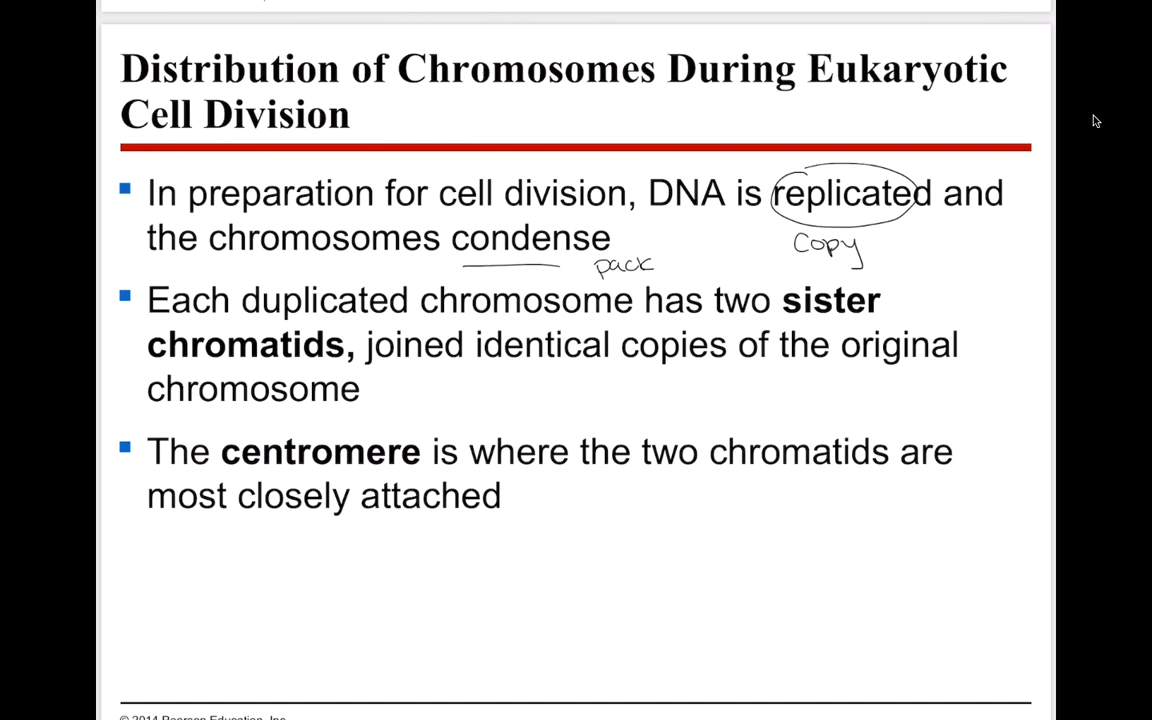 Distribution of Chromosomes During Eukaryotic
Cell Division
In preparation for cell division, DNA is replicated and
the chromosomes condense
copy
pack
Each duplicated chromosome has two sister
chromatids, joined identical copies of the original
chromosome
The centromere is where the two chromatids are
most closely attached
© 2014 Pearson Education, Inc.